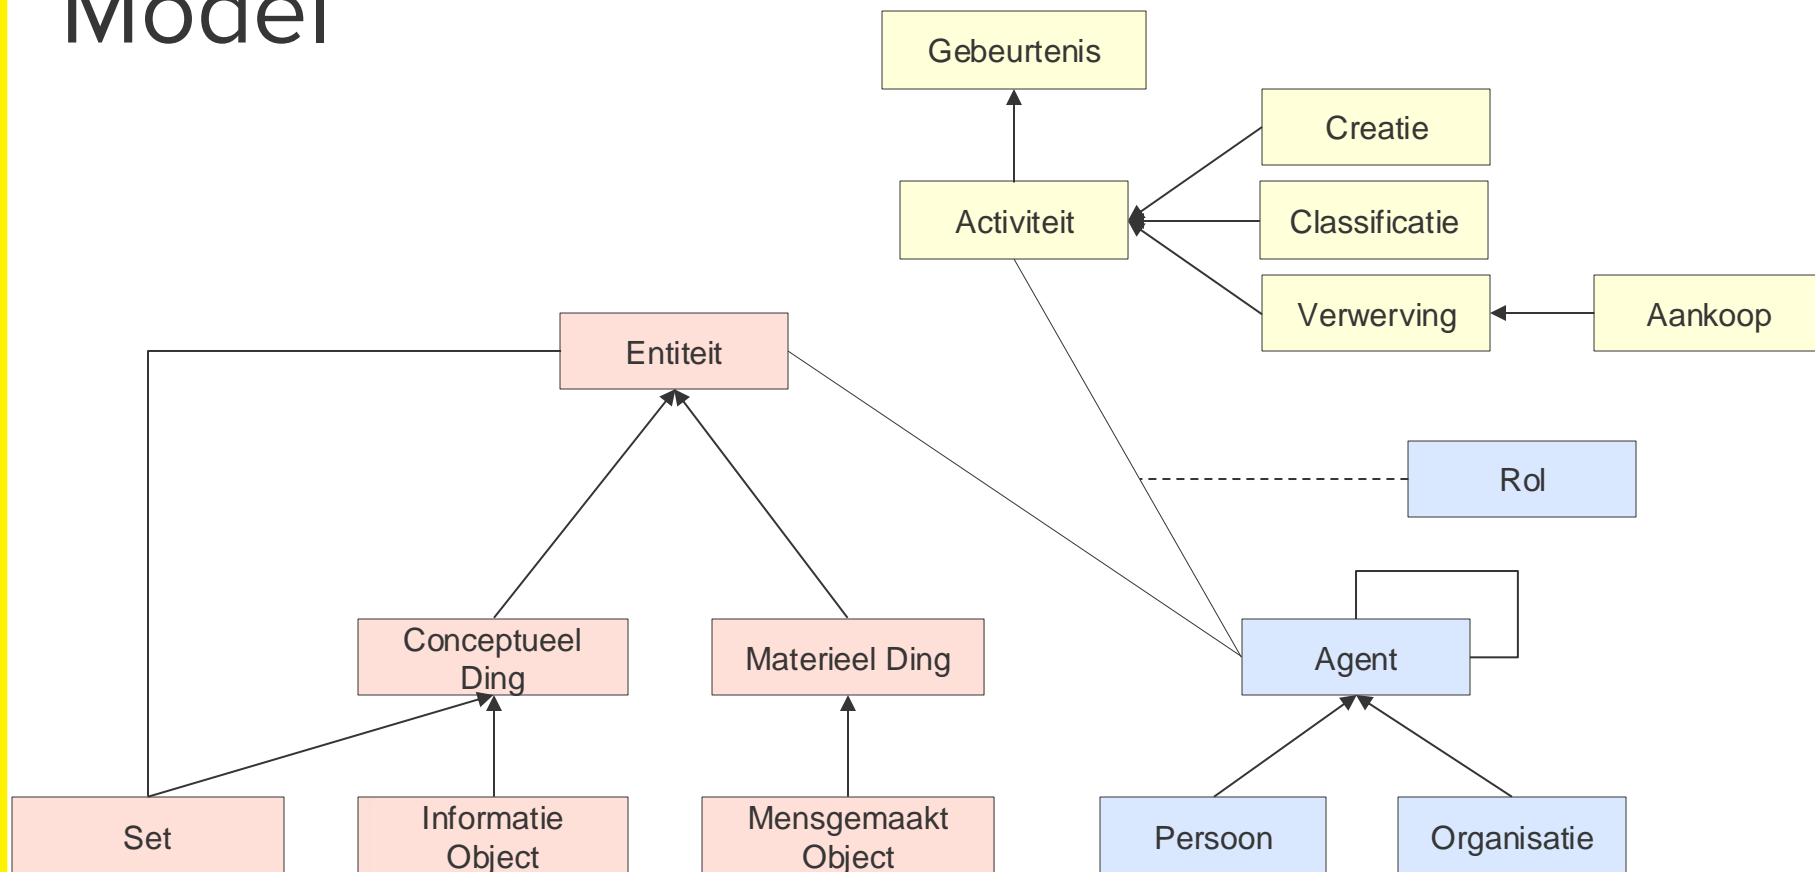 Model
Gebeurtenis
Creatie
Activiteit
Classificatie
Verwerving
Aankoop
Entiteit
Rol
Conceptueel
Ding
Materieel Ding
Agent
Set
Informatie
Object
Mensgemaakt
Object
Persoon
Organisatie